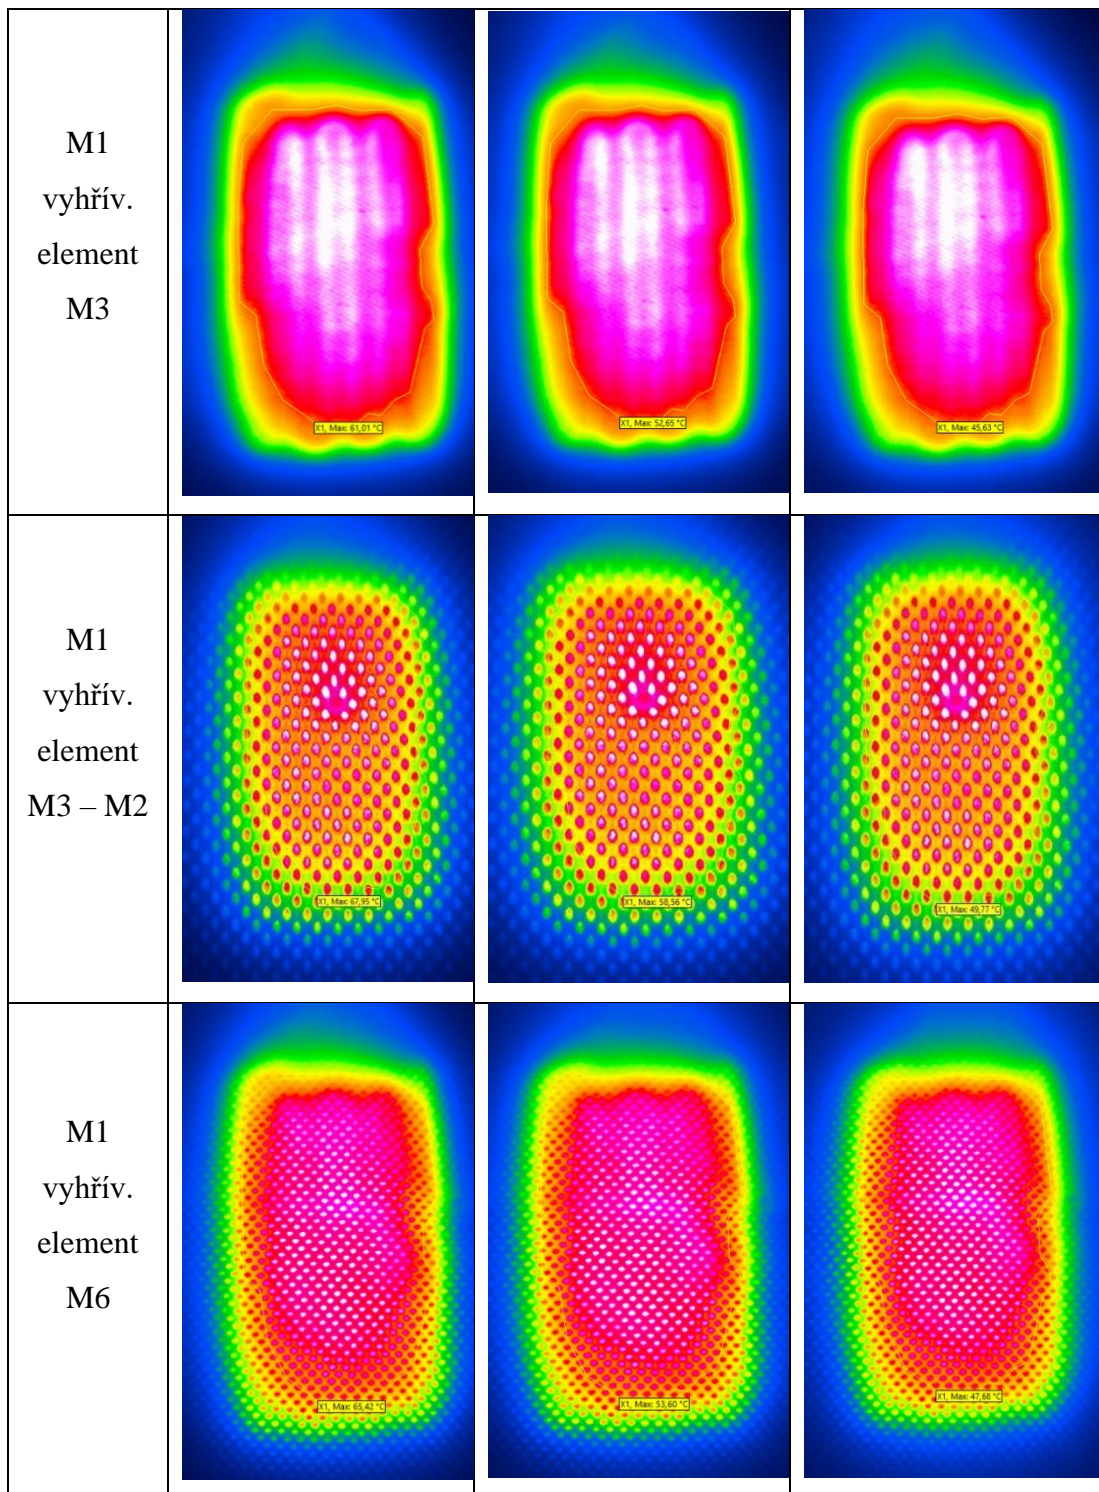 M1
vyhřív.
element
M3
X1, Max: 61,01 °C
X1, Max: 52,65 °C
X1, Max: 45,63 °C
M1
vyhřív.
element
M3 – M2
X1, Max: 67,95 °C
X1, Max: 58,56 °C
X1, Max: 49,77 °C
M1
vyhřív.
element
M6
X1, Max: 65,42 °C
X1, Max: 53,60 °C
X1, Max: 47,68 °C